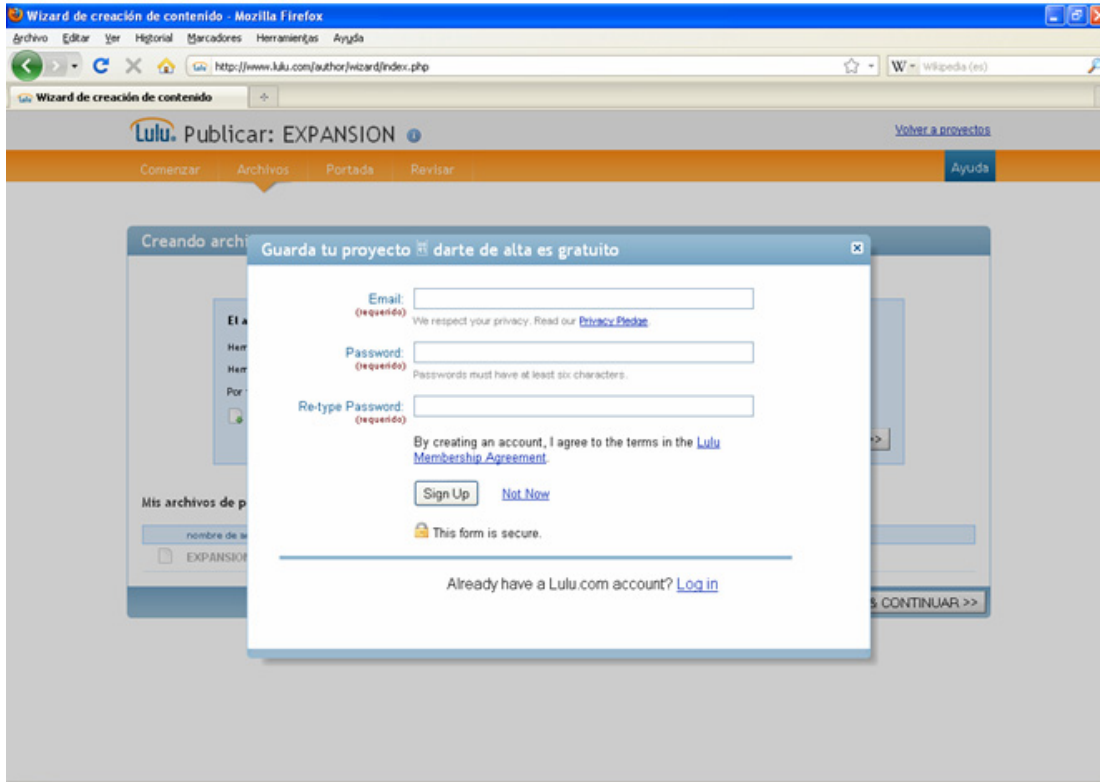 Wizard de creación de contenido - Mozilla Firefox
Archivo Editar Ver Historial Marcadores Herramientas Ayuda
http://www.lulu.com/author/wizard/index.php
W Wikipedia (es)
Wizard de creación de contenido
Lulu. Publicar: EXPANSION
Volver a proyectos
Comenzar Archivos Portada Revisar Ayuda
Creando archi
Guarda tu proyecto darte de alta es gratuito
El a
Her
Her
Por
Email:
(requerido)
We respect your privacy. Read our Privacy Pledge.
Password:
(requerido)
Passwords must have at least six characters.
Re-type Password:
(requerido)
By creating an account, I agree to the terms in the Lulu
Membership Agreement.
>>
Sign Up Not Now
Mis archivos de p
nombre de
This form is secure.
EXPANSION
Already have a Lulu.com account? Log in
& CONTINUAR >>